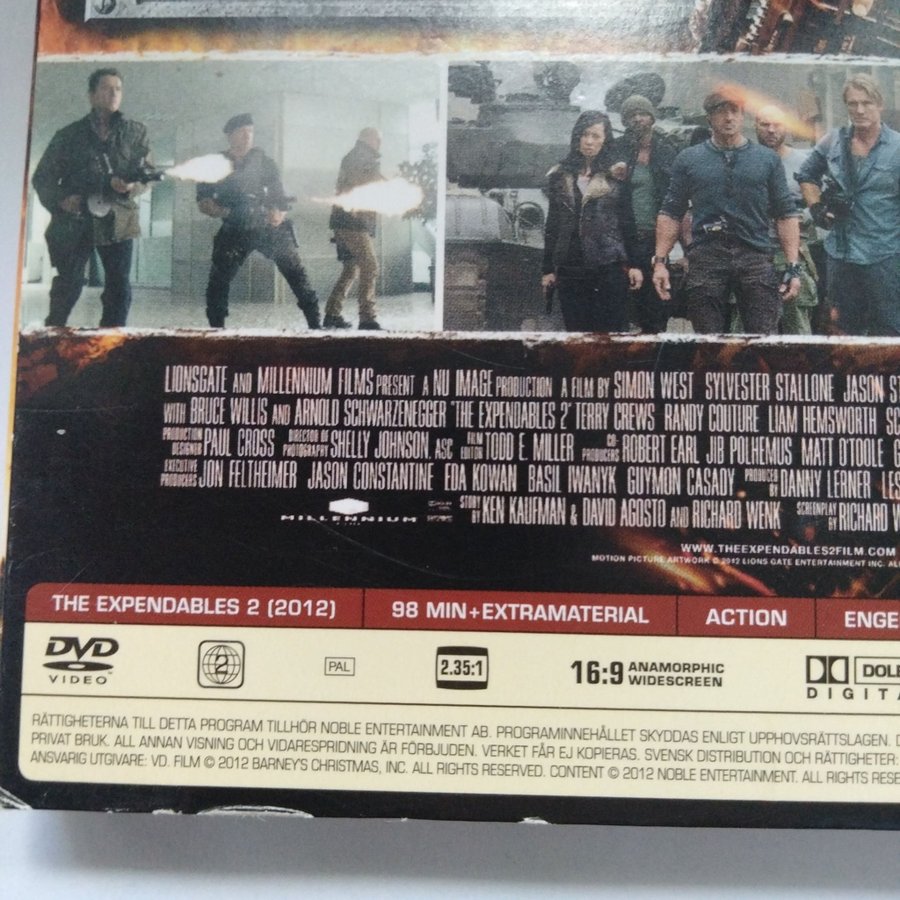 LIONSGATE AND MILLENNIUM FILMS PRESENT A NU IMAGE PRODUCTION A FILM BY SIMON WEST SYLVESTER STALLONE JASON ST
WITH BRUCE WILLIS AND ARNOLD SCHWARZENEGGER "THE EXPENDABLES 2" TERRY CREWS RANDY COUTURE LIAM HEMSWORTH SC
PRODUCTION DESIGNER PAUL CROSS DIRECTOR OF PHOTOGRAPHY SHELLY JOHNSON, ASC FILM EDITOR TODD E. MILLER CO-PRODUCERS ROBERT EARL JIB POLHEMUS MATT O'TOOLE G
EXECUTIVE PRODUCERS JON FELTHEIMER JASON CONSTANTINE EDA KOWAN BASIL IWANYK GUYMON CASADY PRODUCED BY DANNY LERNER LES
MILLENNIUM FILMS STORY BY KEN KAUFMAN & DAVID AGOSTO AND RICHARD WENK SCREENPLAY BY RICHARD W
WWW.THEEXPENDABLES2FILM.COM
MOTION PICTURE ARTWORK © 2012 LIONS GATE ENTERTAINMENT INC. AL
THE EXPENDABLES 2 (2012) 98 MIN+EXTRAMATERIAL ACTION ENGE
DVD VIDEO 2 PAL 2.35:1 16:9 ANAMORPHIC WIDESCREEN DOLB DIGITA
RÄTTIGHETERNA TILL DETTA PROGRAM TILLHÖR NOBLE ENTERTAINMENT AB. PROGRAMINNEHÅLLET SKYDDAS ENLIGT UPPHOVSRÄTTSLAGEN. D
PRIVAT BRUK. ALL ANNAN VISNING OCH VIDARESPRIDNING ÄR FÖRBJUDEN. VERKET FÅR EJ KOPIERAS. SVENSK DISTRIBUTION OCH RÄTTIGHETER:
ANSVARIG UTGIVARE: VD. FILM © 2012 BARNEY'S CHRISTMAS, INC. ALL RIGHTS RESERVED. CONTENT © 2012 NOBLE ENTERTAINMENT. ALL RIGHTS RESE